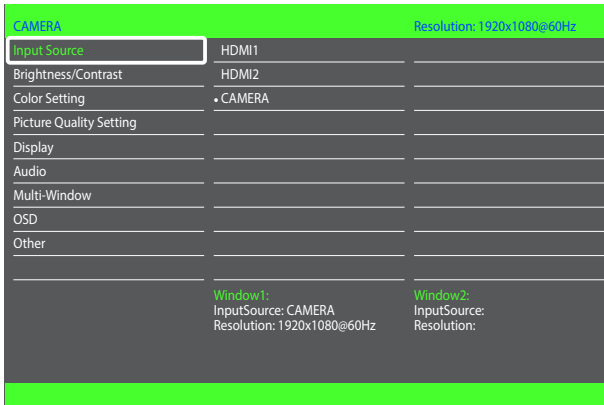 CAMERA Resolution: 1920x1080@60Hz
Input Source HDMI1
Brightness/Contrast HDMI2
Color Setting • CAMERA
Picture Quality Setting
Display
Audio
Multi-Window
OSD
Other
Window1: Window2:
InputSource: CAMERA InputSource:
Resolution: 1920x1080@60Hz Resolution: